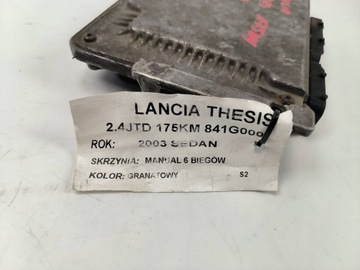 LANCIA THESIS
2.4JTD 175KM 841G000
ROK: 2003 SEDAN
SKRZYNIA: MANUAL 6 BIEGÓW
KOLOR: GRANATOWY S2